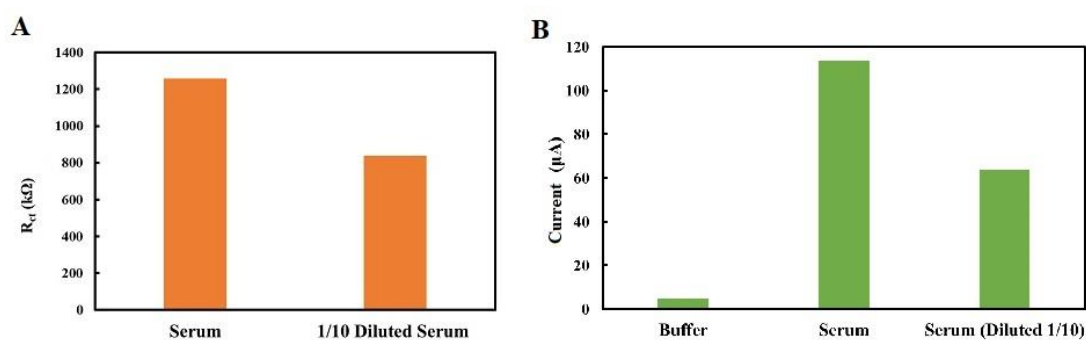 A
1400
1200
1000
800
600
400
200
0
R_ct (kΩ)
Serum 1/10 Diluted Serum
B
120
100
80
60
40
20
0
Current (µA)
Buffer Serum Serum (Diluted 1/10)